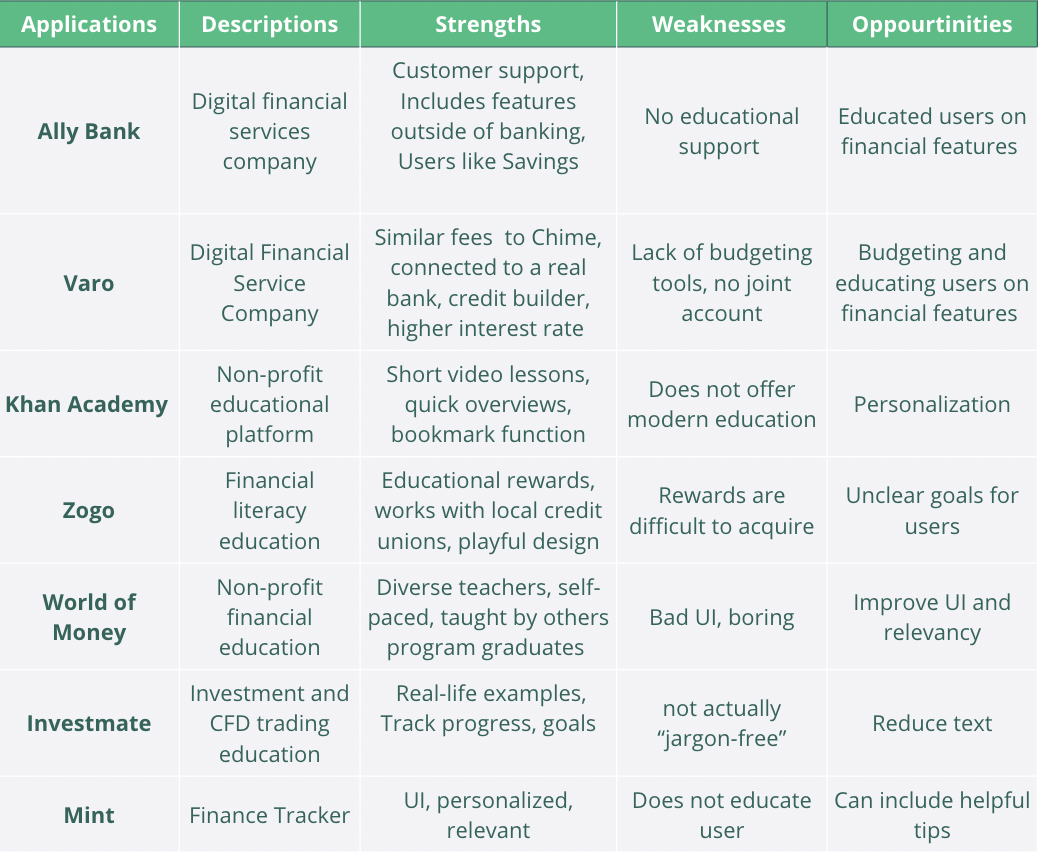 Applications
Descriptions
Strengths
Weaknesses
Oppourtinities
Ally Bank
Digital financial
services
company
Customer support,
Includes features
outside of banking,
Users like Savings
No educational
support
Educated users on
financial features
Varo
Digital Financial
Service
Company
Similar fees  to Chime,
connected to a real
bank, credit builder,
higher interest rate
Lack of budgeting
tools, no joint
account
Budgeting and
educating users on
financial features
Khan Academy
Non-profit
educational
platform
Short video lessons,
quick overviews,
bookmark function
Does not offer
modern education
Personalization
Zogo
Financial
literacy
education
Educational rewards,
works with local credit
unions, playful design
Rewards are
difficult to acquire
Unclear goals for
users
World of
Money
Non-profit
financial
education
Diverse teachers, self-
paced, taught by others
program graduates
Bad UI, boring
Improve UI and
relevancy
Investmate
Investment and
CFD trading
education
Real-life examples,
Track progress, goals
not actually
“jargon-free”
Reduce text
Mint
Finance Tracker
UI, personalized,
relevant
Does not educate
user
Can include helpful
tips